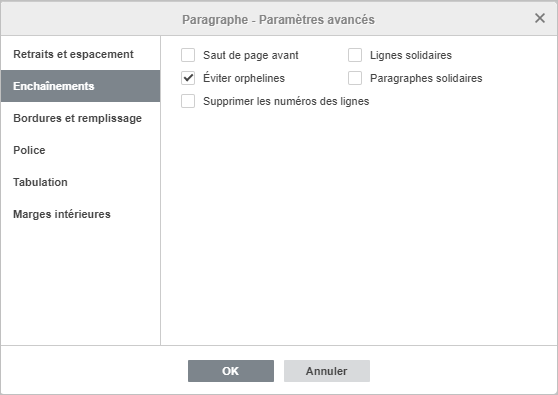 Paragraphe - Paramètres avancés
Retraits et espacement
Enchaînements
Bordures et remplissage
Police
Tabulation
Marges intérieures
Saut de page avant
Lignes solidaires
Éviter orphelines
Paragraphes solidaires
Supprimer les numéros des lignes
OK
Annuler